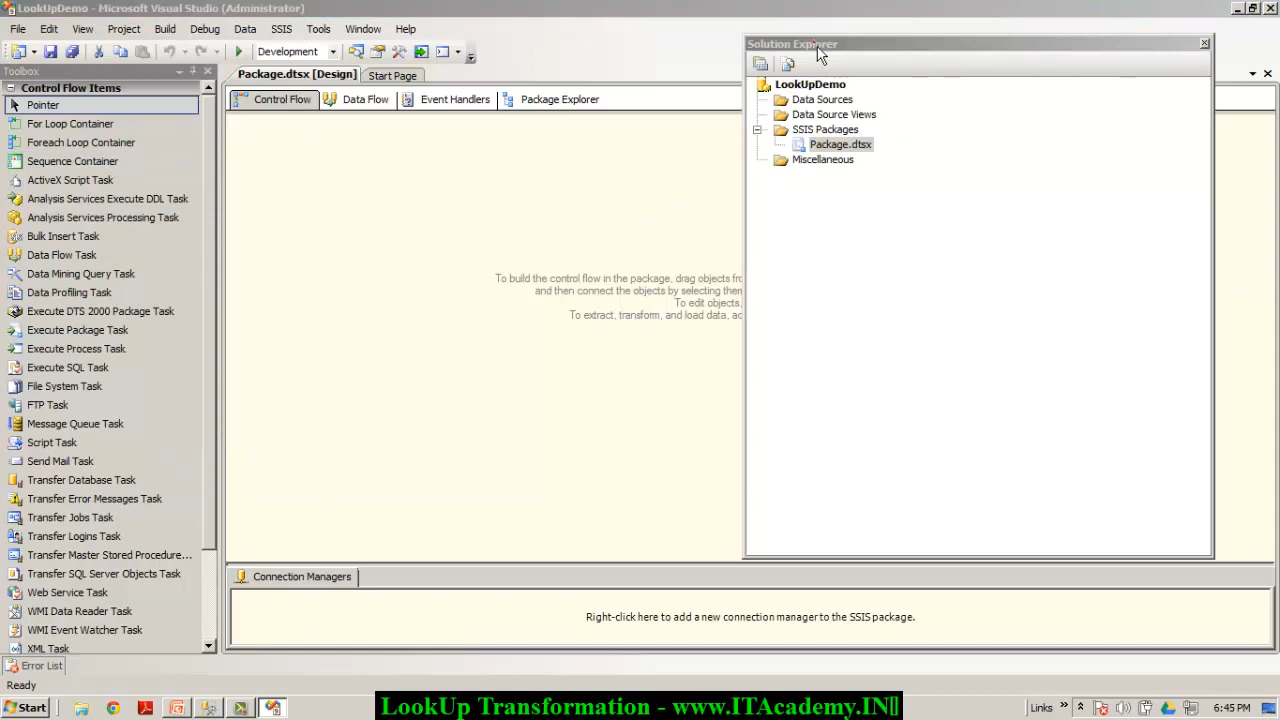 LookUpDemo - Microsoft Visual Studio (Administrator)
File Edit View Project Build Debug Data SSIS Tools Window Help
Development
Toolbox
Control Flow Items
Pointer
For Loop Container
Foreach Loop Container
Sequence Container
ActiveX Script Task
Analysis Services Execute DDL Task
Analysis Services Processing Task
Bulk Insert Task
Data Flow Task
Data Mining Query Task
Data Profiling Task
Execute DTS 2000 Package Task
Execute Package Task
Execute Process Task
Execute SQL Task
File System Task
FTP Task
Message Queue Task
Script Task
Send Mail Task
Transfer Database Task
Transfer Error Messages Task
Transfer Jobs Task
Transfer Logins Task
Transfer Master Stored Procedure...
Transfer SQL Server Objects Task
Web Service Task
WMI Data Reader Task
WMI Event Watcher Task
XML Task
Package.dtsx [Design] Start Page
Control Flow Data Flow Event Handlers Package Explorer
To build the control flow in the package, drag objects
and then connect the objects by selecting
To edit objects,
To extract, transform, and load data,
Solution Explorer
LookUpDemo
Data Sources
Data Source Views
SSIS Packages
Package.dtsx
Miscellaneous
Connection Managers
Right-click here to add a new connection manager to the SSIS package.
Error List
Ready
Start
LookUp Transformation - www.ITAcademy.IN
Links
6:45 PM